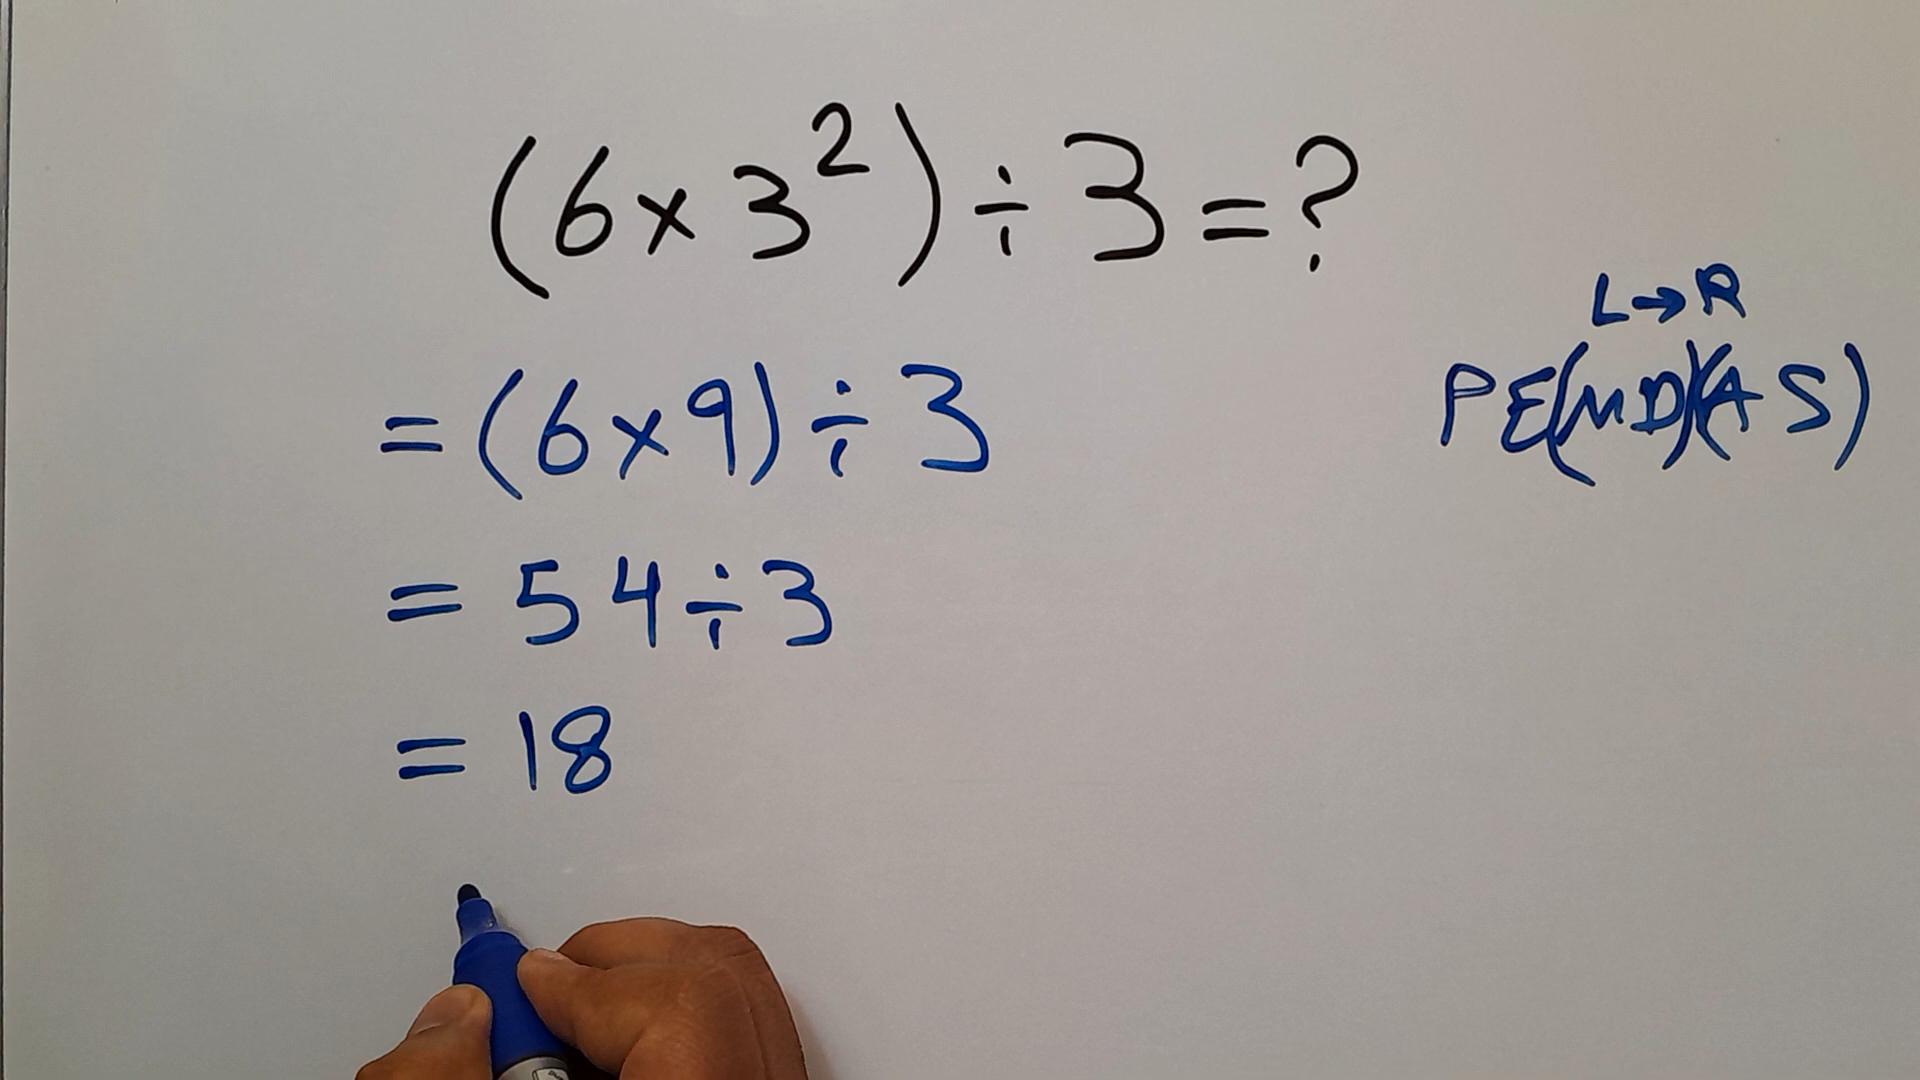 (6×3²)÷3=?
=(6×9)÷3
=54÷3
=18
L→R
PE(MD)(AS)